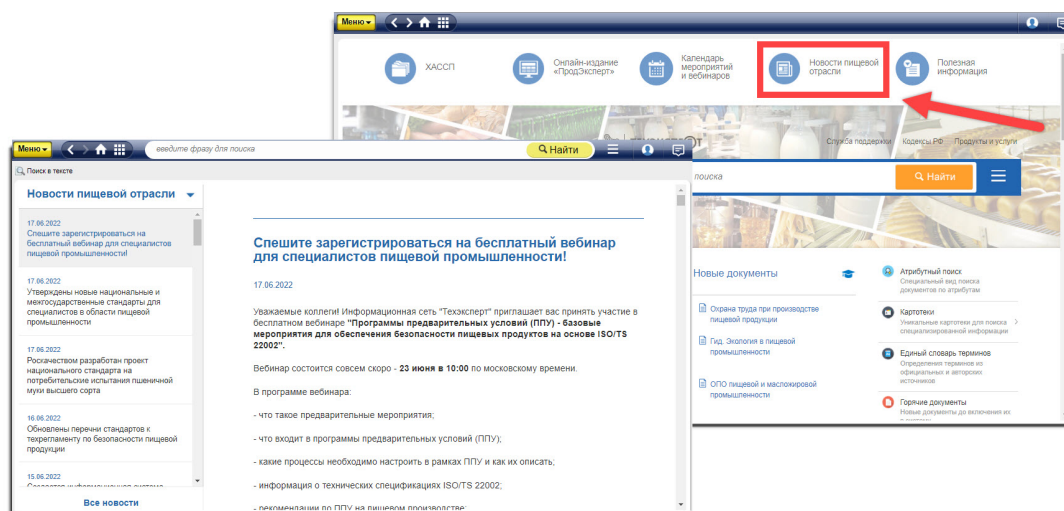 Меню
ХАССП
Онлайн-издание
«ПродЭксперт»
Календарь
мероприятий
и вебинаров
Новости пищевой
отрасли
Полезная
информация
Служба поддержки Кодексы РФ Продукты и услуги
поиска
Найти
Новые документы
Охрана труда при производстве
пищевой продукции
Гид. Экология в пищевой
промышленности
ОПО пищевой и масложировой
промышленности
Атрибутный поиск
Специальный вид поиска
документов по атрибутам
Картотеки
Уникальные картотеки для поиска
специализированной информации
Единый словарь терминов
Определения терминов из
официальных и авторских
источников
Горячие документы
Новые документы до включения их
Меню
введите фразу для поиска
Найти
Поиск в тексте
Новости пищевой отрасли
17.06.2022
Спешите зарегистрироваться на
бесплатный вебинар для специалистов
пищевой промышленности!
17.06.2022
Утверждены новые национальные и
межгосударственные стандарты для
специалистов в области пищевой
промышленности
17.06.2022
Роскачеством разработан проект
национального стандарта на
потребительские испытания пшеничной
муки высшего сорта
16.06.2022
Обновлены перечни стандартов к
техрегламенту по безопасности пищевой
продукции
15.06.2022
Все новости
Спешите зарегистрироваться на бесплатный вебинар
для специалистов пищевой промышленности!
17.06.2022
Уважаемые коллеги! Информационная сеть "Техэксперт" приглашает вас принять участие в
бесплатном вебинаре "Программы предварительных условий (ППУ) - базовые
мероприятия для обеспечения безопасности пищевых продуктов на основе ISO/TS
22002".
Вебинар состоится совсем скоро - 23 июня в 10:00 по московскому времени.
В программе вебинара:
- что такое предварительные мероприятия;
- что входит в программы предварительных условий (ППУ);
- какие процессы необходимо настроить в рамках ППУ и как их описать;
- информация о технических спецификациях ISO/TS 22002;
- рекомендации по ППУ на пищевом производстве;